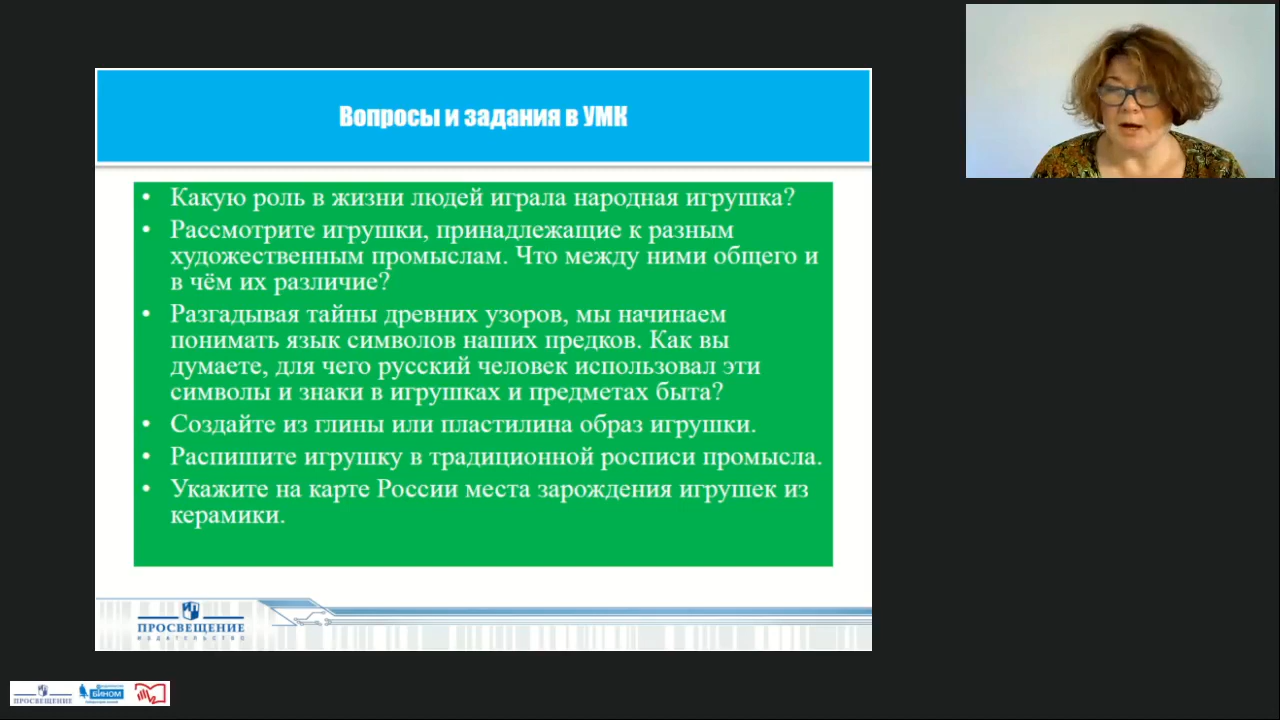 Вопросы и задания в УМК
• Какую роль в жизни людей играла народная игрушка?
• Рассмотрите игрушки, принадлежащие к разным
художественным промыслам. Что между ними общего и
в чём их различие?
• Разгадывая тайны древних узоров, мы начинаем
понимать язык символов наших предков. Как вы
думаете, для чего русский человек использовал эти
символы и знаки в игрушках и предметах быта?
• Создайте из глины или пластилина образ игрушки.
• Распишите игрушку в традиционной росписи промысла.
• Укажите на карте России места зарождения игрушек из
керамики.
ПРОСВЕЩЕНИЕ
ИЗДАТЕЛЬСТВО
ПРОСВЕЩЕНИЕ
БИНОМ